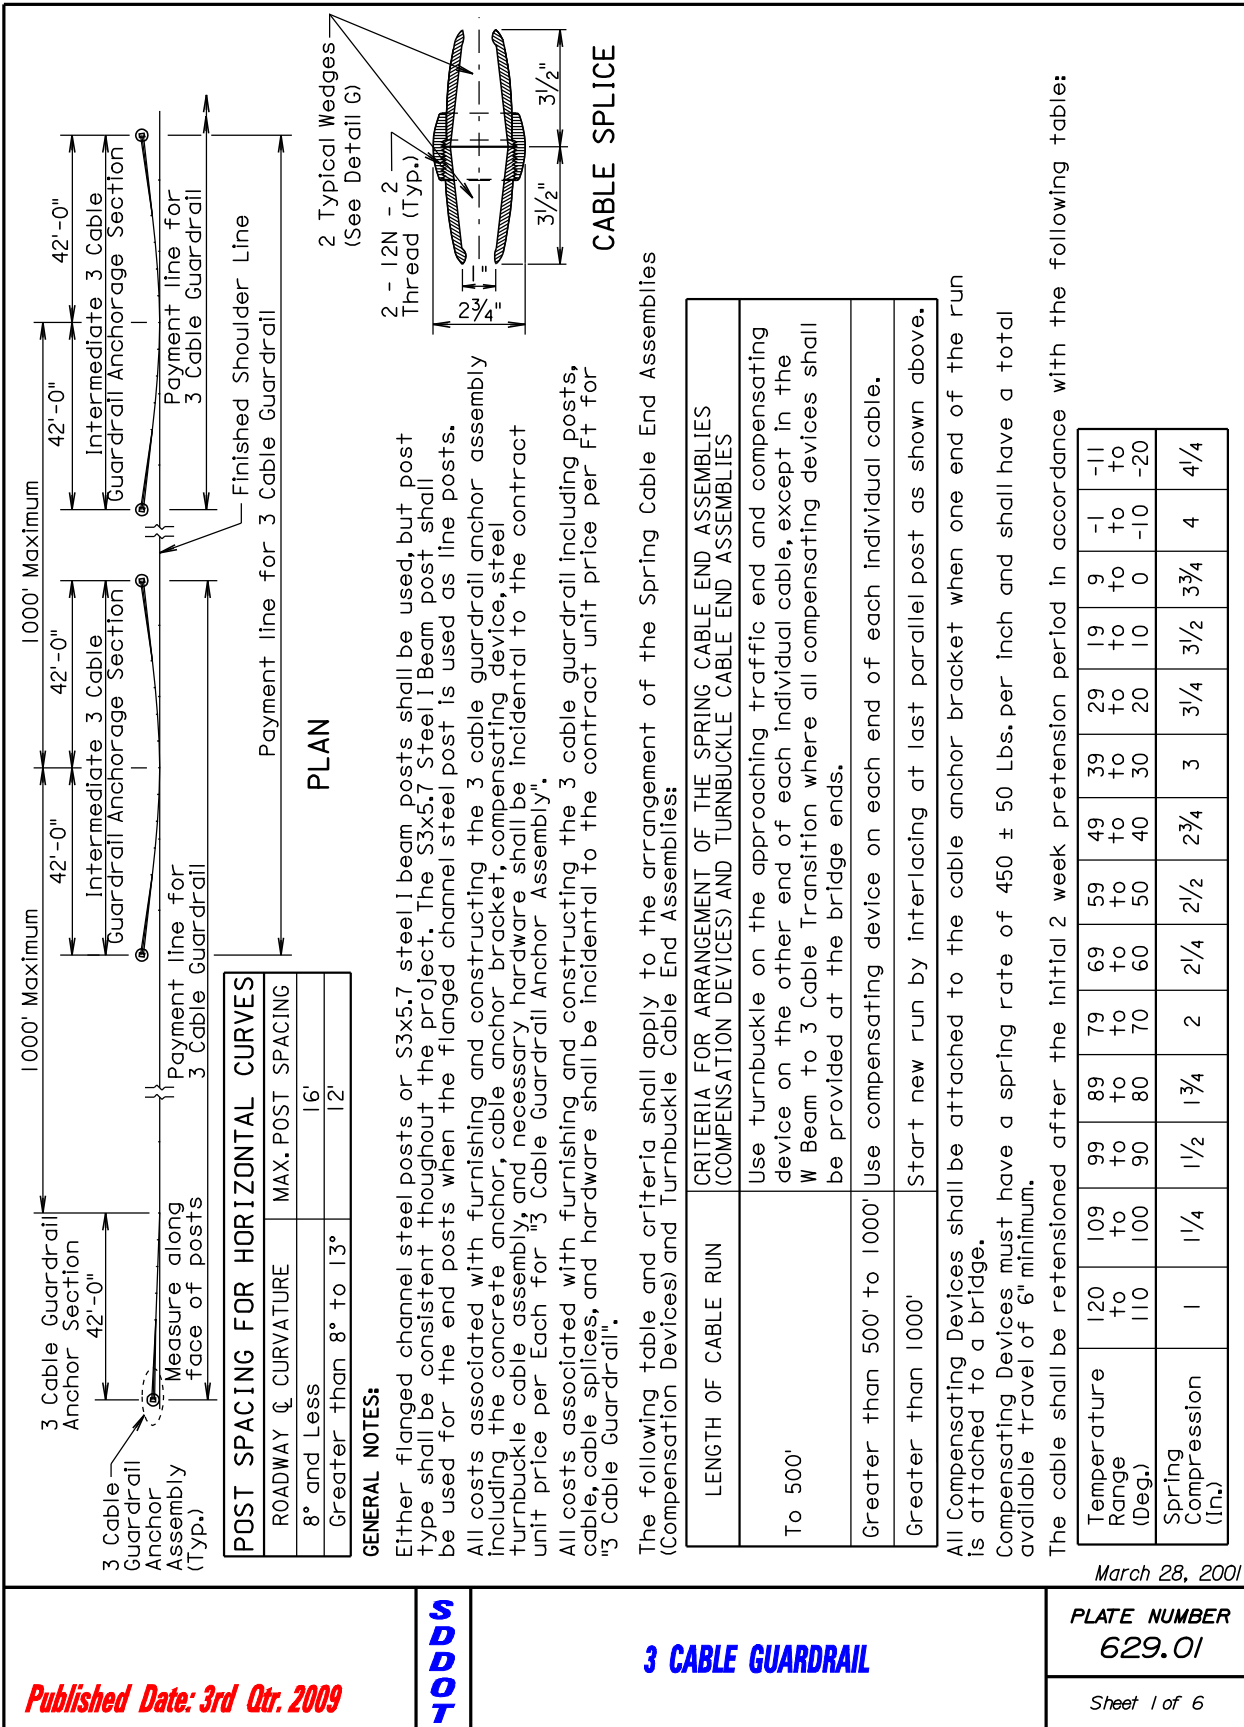 3 Cable Guardrail
Anchor Section
42'-0"
1000' Maximum
42'-0"
42'-0"
1000' Maximum
42'-0"
42'-0"
Intermediate 3 Cable
Guardrail Anchorage Section
Intermediate 3 Cable
Guardrail Anchorage Section
3 Cable
Guardrail
Anchor
Assembly
(Typ.)
Measure along
face of posts
Payment line for
3 Cable Guardrail
Payment line for
3 Cable Guardrail
Finished Shoulder Line
Payment line for 3 Cable Guardrail
PLAN
2 Typical Wedges
(See Detail G)
2 - 12N - 2
Thread (Typ.)
1"
2 3/4"
3 1/2"
3 1/2"
CABLE SPLICE
POST SPACING FOR HORIZONTAL CURVES
ROADWAY ℄ CURVATURE MAX. POST SPACING
8° and Less 16'
Greater than 8° to 13° 12'
GENERAL NOTES:
Either flanged channel steel posts or S3x5.7 steel I beam posts shall be used, but post
type shall be consistent thoughout the project. The S3x5.7 Steel I Beam post shall
be used for the end posts when the flanged channel steel post is used as line posts.
All costs associated with furnishing and constructing the 3 cable guardrail anchor assembly
including the concrete anchor, cable anchor bracket, compensating device, steel
turnbuckle cable assembly, and necessary hardware shall be incidental to the contract
unit price per Each for "3 Cable Guardrail Anchor Assembly".
All costs associated with furnishing and constructing the 3 cable guardrail including posts,
cable, cable splices, and hardware shall be incidental to the contract unit price per Ft for
"3 Cable Guardrail".
The following table and criteria shall apply to the arrangement of the Spring Cable End Assemblies
(Compensation Devices) and Turnbuckle Cable End Assemblies:
LENGTH OF CABLE RUN
CRITERIA FOR ARRANGEMENT OF THE SPRING CABLE END ASSEMBLIES
(COMPENSATION DEVICES) AND TURNBUCKLE CABLE END ASSEMBLIES
To 500'
Use turnbuckle on the approaching traffic end and compensating
device on the other end of each individual cable, except in the
W Beam to 3 Cable Transition where all compensating devices shall
be provided at the bridge ends.
Greater than 500' to 1000' Use compensating device on each end of each individual cable.
Greater than 1000' Start new run by interlacing at last parallel post as shown above.
All Compensating Devices shall be attached to the cable anchor bracket when one end of the run
is attached to a bridge.
Compensating Devices must have a spring rate of 450 ± 50 Lbs. per inch and shall have a total
available travel of 6" minimum.
The cable shall be retensioned after the initial 2 week pretension period in accordance with the following table:
Temperature 120 109 99 89 79 69 59 49 39 29 19 9 -1 -11
Range to to to to to to to to to to to to to to
(Deg.) 110 100 90 80 70 60 50 40 30 20 10 0 -10 -20
Spring
Compression 1 1 1/4 1 1/2 1 3/4 2 2 1/4 2 1/2 2 3/4 3 3 1/4 3 1/2 3 3/4 4 4 1/4
(In.)
March 28, 2001
Published Date: 3rd Qtr. 2009
SDDOT
3 CABLE GUARDRAIL
PLATE NUMBER
629.01
Sheet 1 of 6